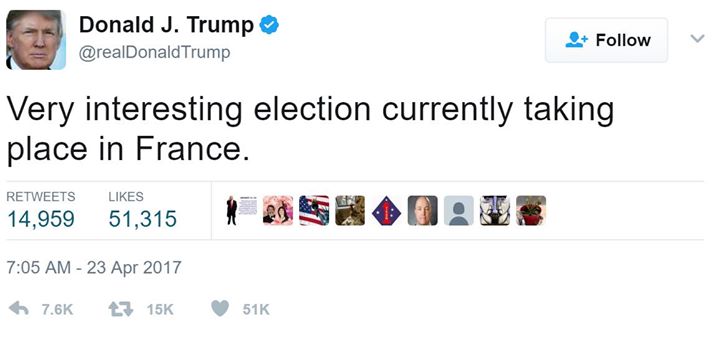 Donald J. Trump
@realDonaldTrump
Follow
Very interesting election currently taking
place in France.
RETWEETS LIKES
14,959 51,315
7:05 AM - 23 Apr 2017
7.6K 15K 51K